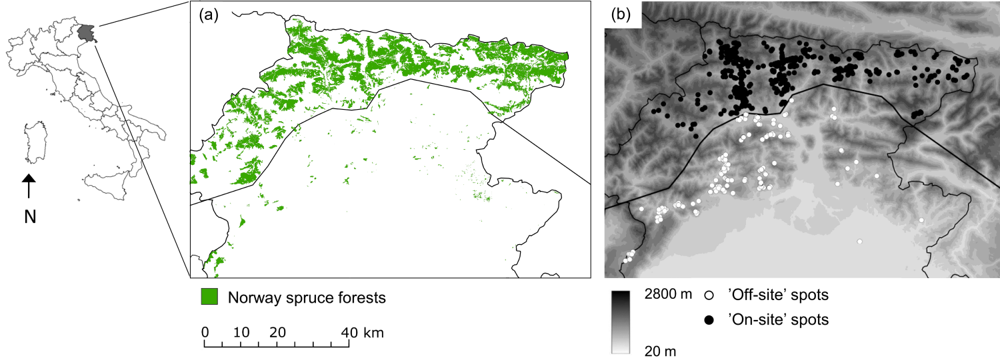 (a)
(b)
N
Norway spruce forests
0 10 20 40 km
2800 m
20 m
’Off-site’ spots
’On-site’ spots